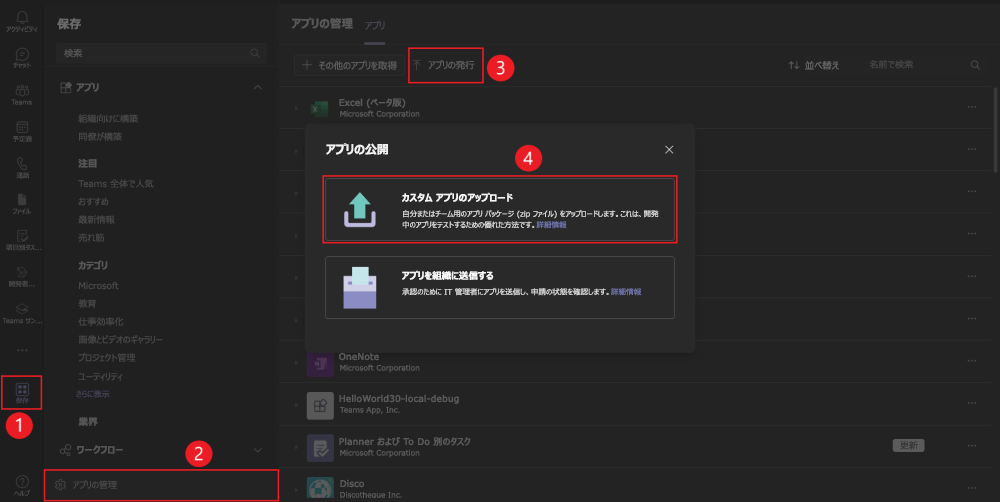 アクティビティ
チャット
Teams
予定表
通話
ファイル
項目別タス...
開発者...
Teams サン...
...
保存
1
ヘルプ
保存
検索
アプリ
組織向けに構築
同僚が構築
注目
Teams 全体で人気
おすすめ
最新情報
売れ筋
カテゴリ
Microsoft
教育
仕事効率化
画像とビデオのギャラリー
プロジェクト管理
ユーティリティ
さらに表示
業界
ワークフロー
2
アプリの管理
アプリの管理 アプリ
+ その他のアプリを取得
アプリの発行
3
並べ替え
名前で検索
Excel (ベータ版)
Microsoft Corporation
アプリの公開
4
カスタム アプリのアップロード
自分またはチーム用のアプリ パッケージ (zip ファイル) をアップロードします。これは、開発
中のアプリをテストするための優れた方法です。詳細情報
アプリを組織に送信する
承認のために IT 管理者にアプリを送信し、申請の状態を確認します。詳細情報
OneNote
Microsoft Corporation
HelloWorld30-local-debug
Teams App, Inc.
Planner および To Do 別のタスク
Microsoft Corporation
更新
Disco
Discotheque Inc.